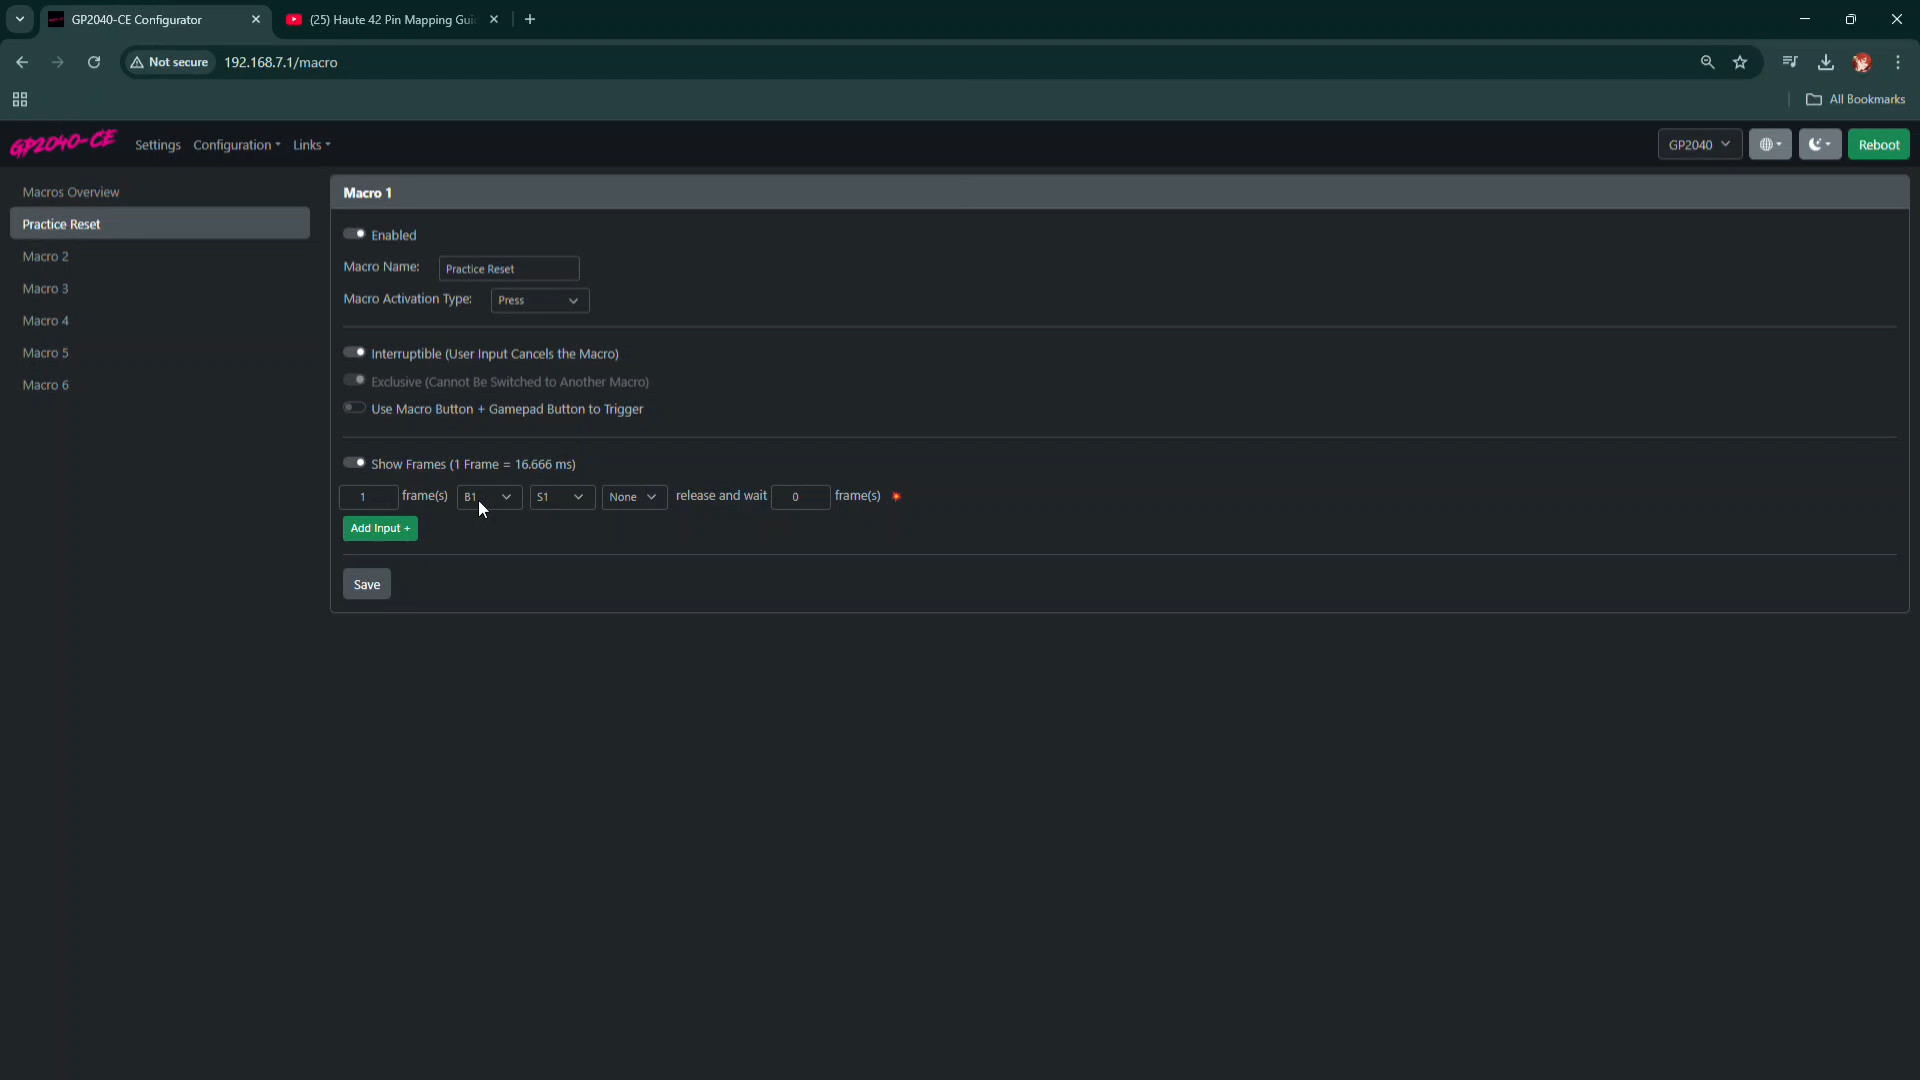 GP2040-CE Configurator
(25) Haute 42 Pin Mapping Gui
Not secure 192.168.7.1/macro
All Bookmarks
GP2040-CE Settings Configuration Links GP2040 Reboot
Macros Overview
Practice Reset
Macro 2
Macro 3
Macro 4
Macro 5
Macro 6
Macro 1
Enabled
Macro Name: Practice Reset
Macro Activation Type: Press
Interruptible (User Input Cancels the Macro)
Exclusive (Cannot Be Switched to Another Macro)
Use Macro Button + Gamepad Button to Trigger
Show Frames (1 Frame = 16.666 ms)
1 frame(s) B1 S1 None release and wait 0 frame(s)
Add Input +
Save